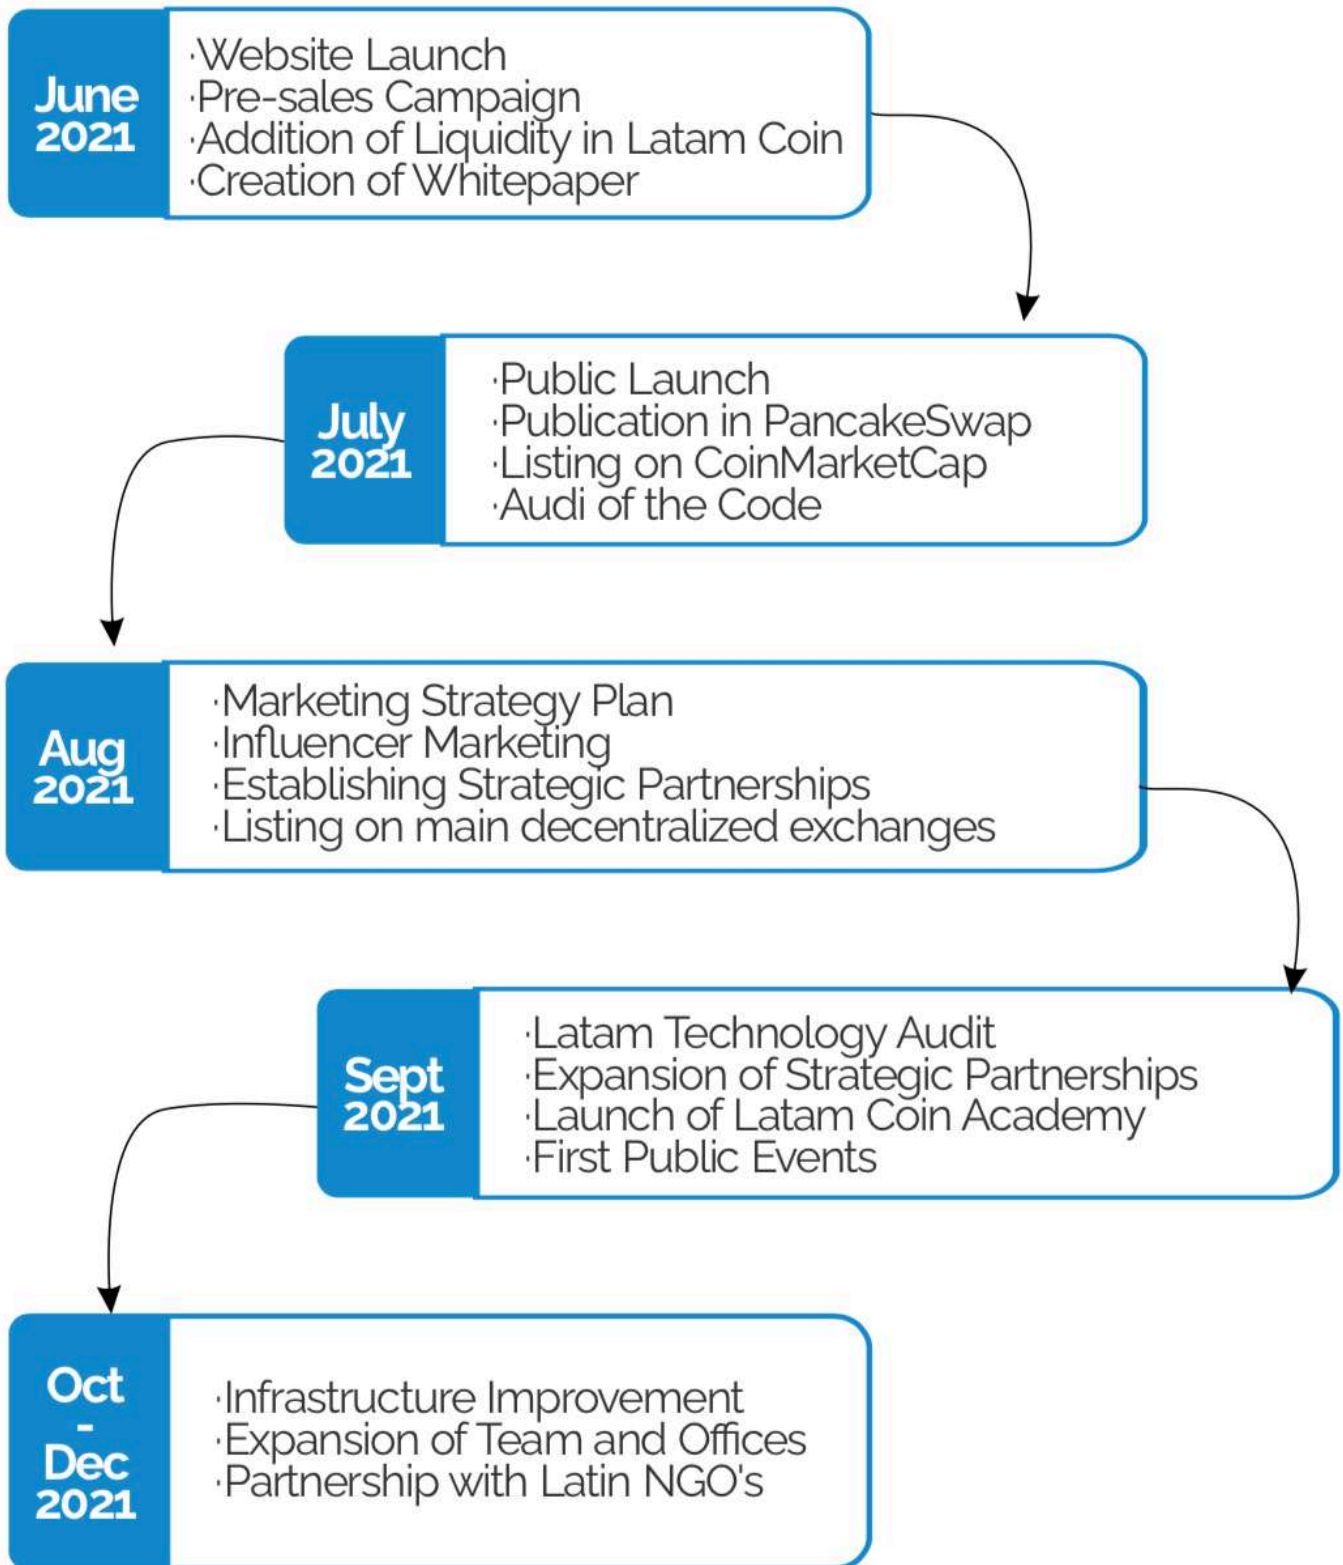 June
2021
·Website Launch
·Pre-sales Campaign
·Addition of Liquidity in Latam Coin
·Creation of Whitepaper
July
2021
·Public Launch
·Publication in PancakeSwap
·Listing on CoinMarketCap
·Audi of the Code
Aug
2021
·Marketing Strategy Plan
·Influencer Marketing
·Establishing Strategic Partnerships
·Listing on main decentralized exchanges
Sept
2021
·Latam Technology Audit
·Expansion of Strategic Partnerships
·Launch of Latam Coin Academy
·First Public Events
Oct
-
Dec
2021
·Infrastructure Improvement
·Expansion of Team and Offices
·Partnership with Latin NGO's